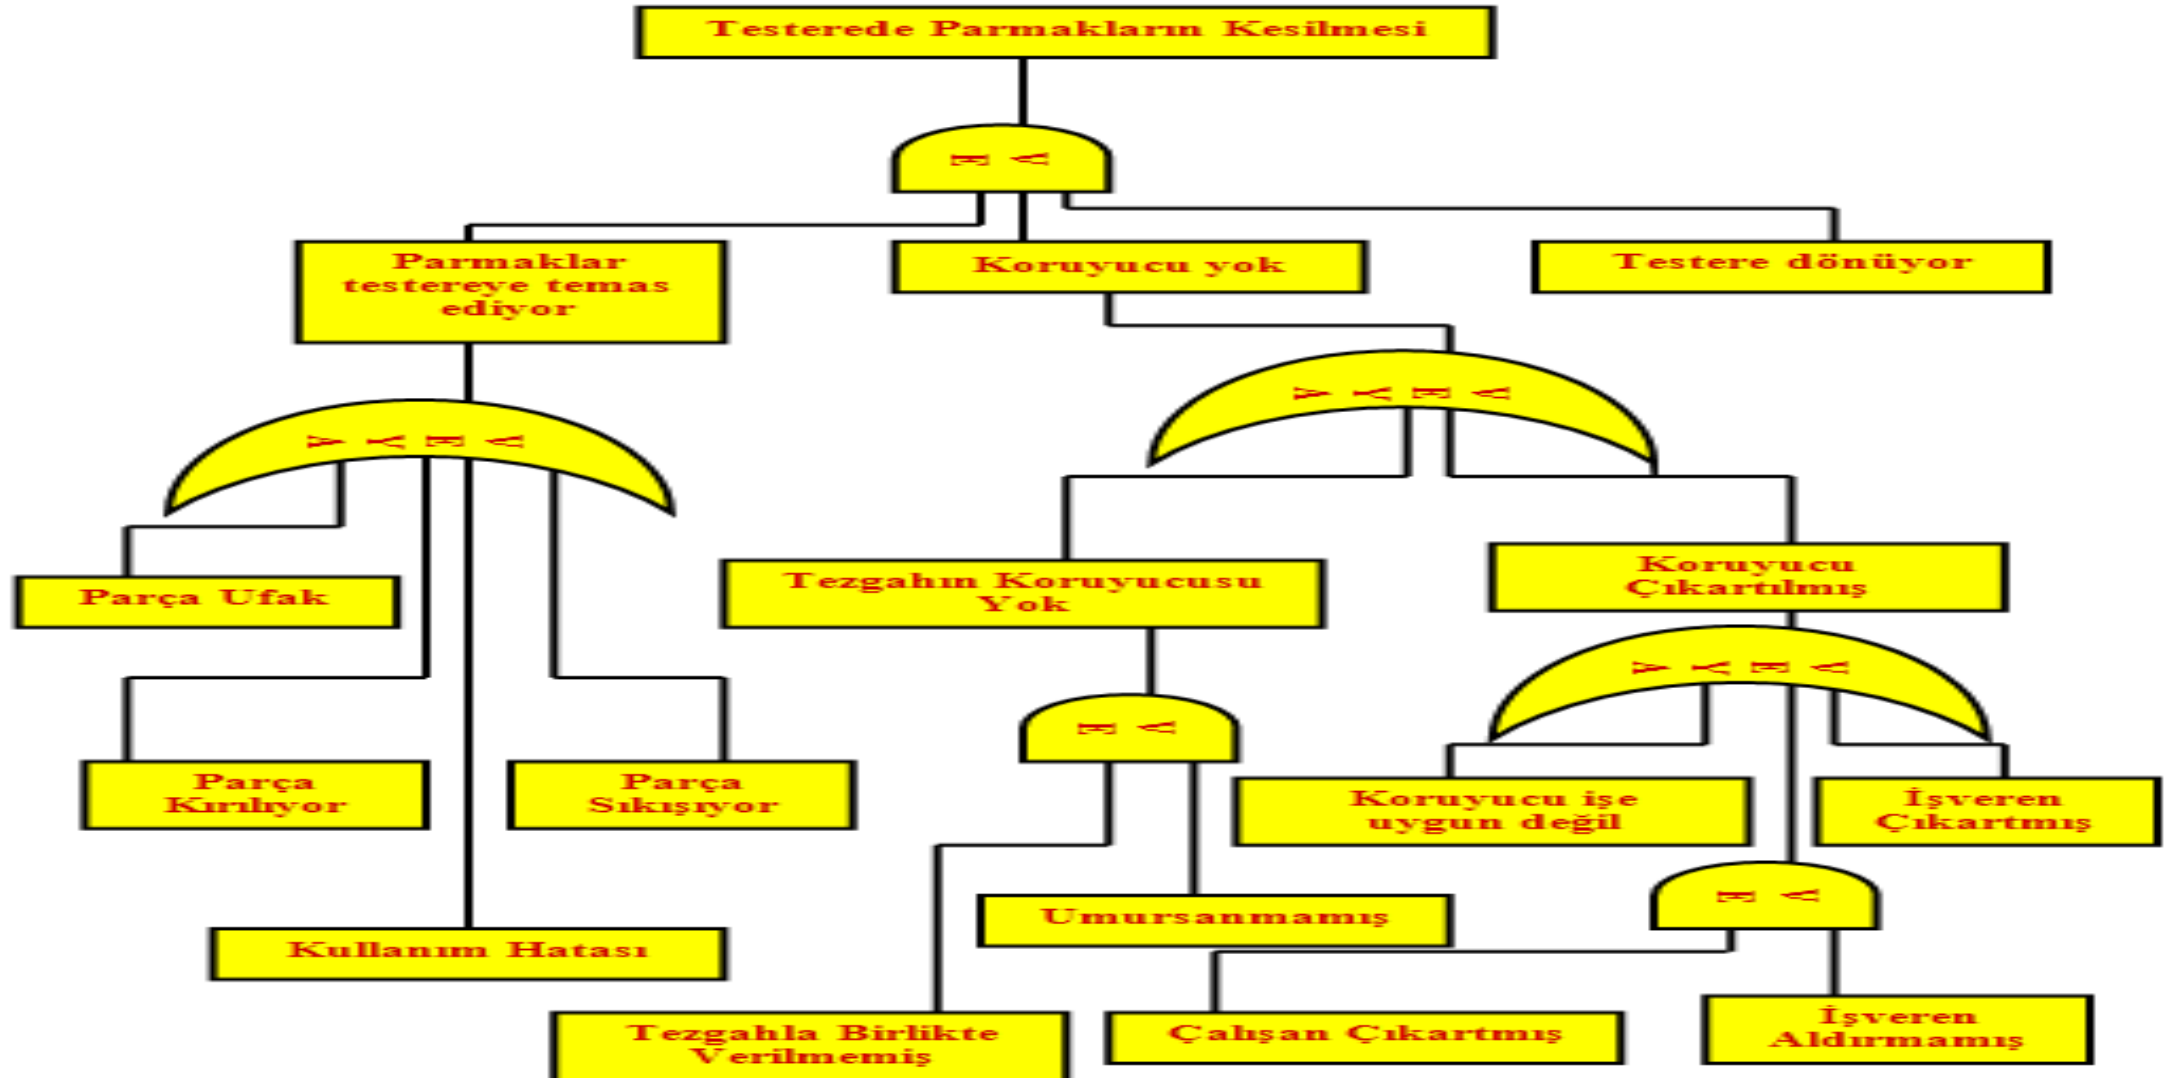 Testerede Parmakların Kesilmesi
VE
Parmaklar
testereye temas
ediyor
Koruyucu yok
Testere dönüyor
VEYA
VEYA
Parça Ufak
Tezgahın Koruyucusu
Yok
Koruyucu
Çıkartılmış
VEYA
VE
Parça
Kırılıyor
Parça
Sıkışıyor
Koruyucu işe
uygun değil
İşveren
Çıkartmış
VE
Umursanmamış
Kullanım Hatası
Tezgahla Birlikte
Verilmemiş
Çalışan Çıkartmış
İşveren
Aldırmamış